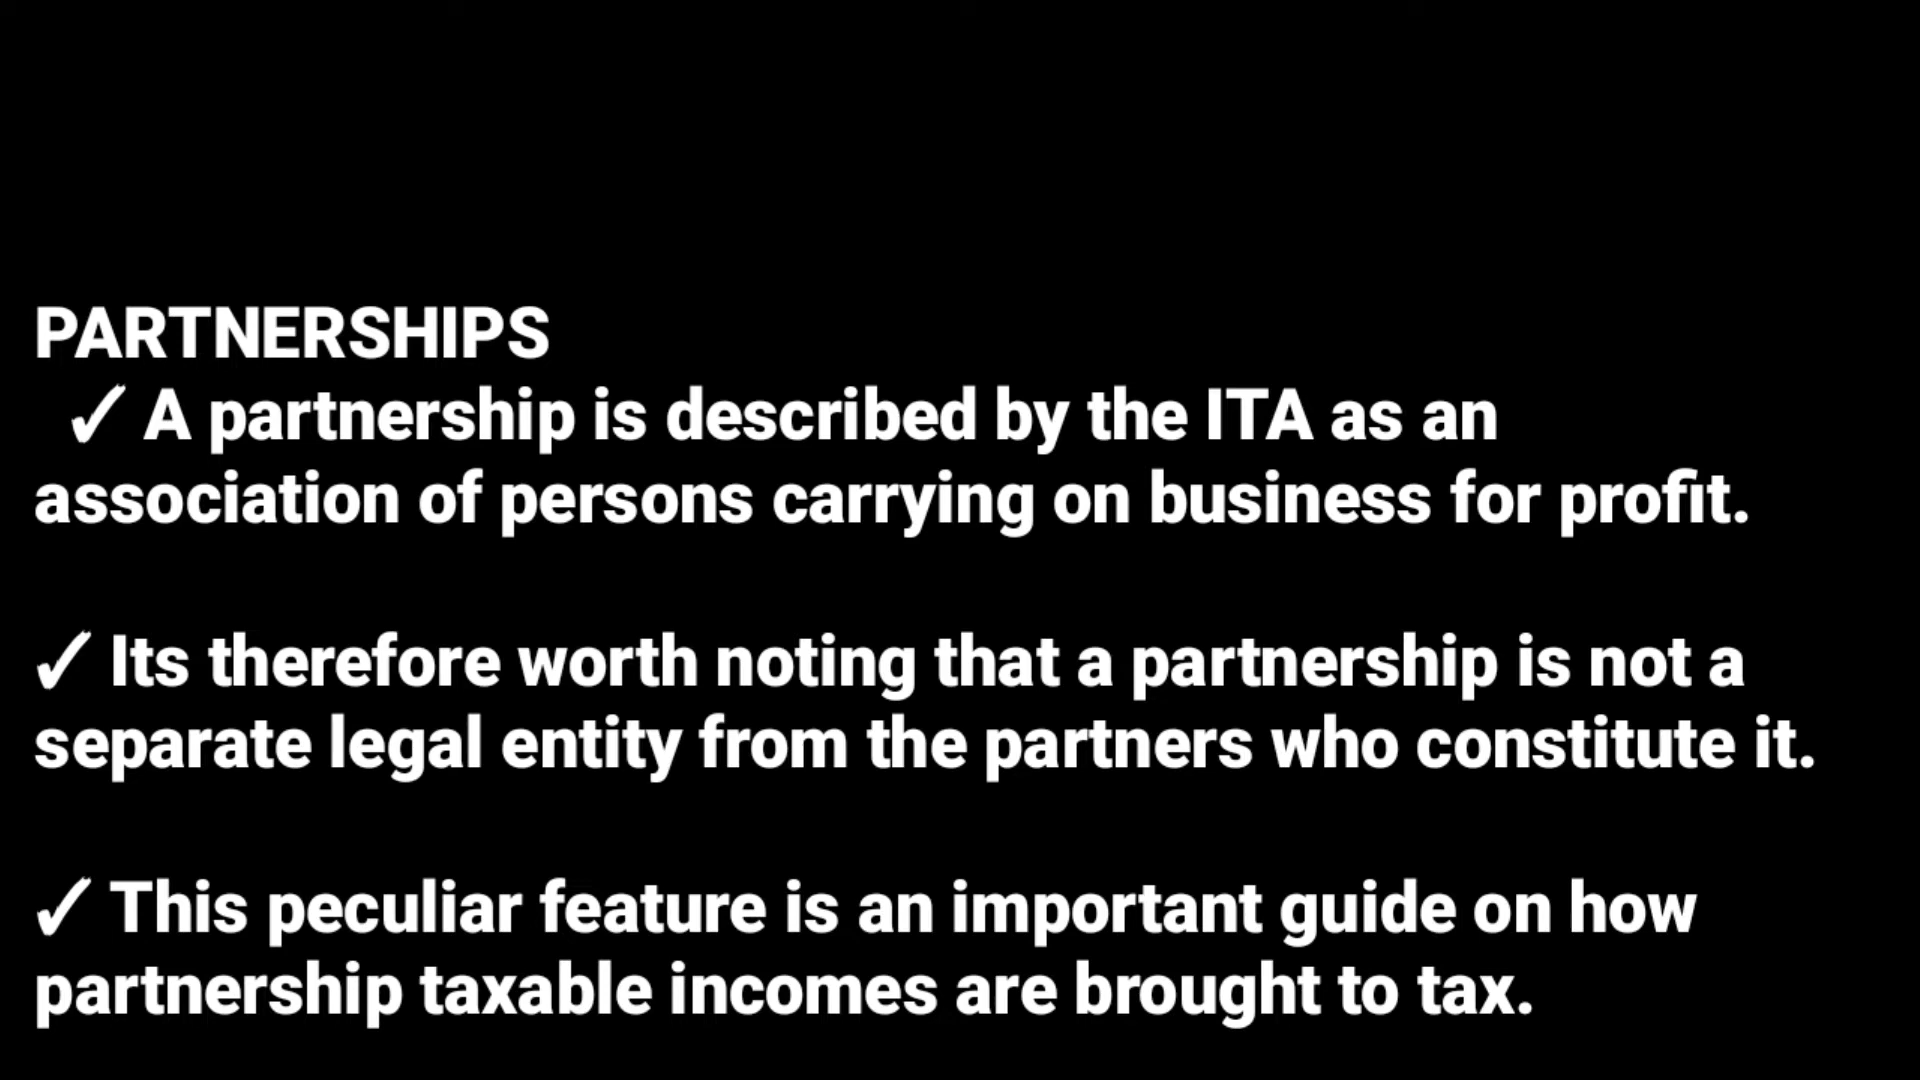 PARTNERSHIPS
✓ A partnership is described by the ITA as an
association of persons carrying on business for profit.
✓ Its therefore worth noting that a partnership is not a
separate legal entity from the partners who constitute it.
✓ This peculiar feature is an important guide on how
partnership taxable incomes are brought to tax.